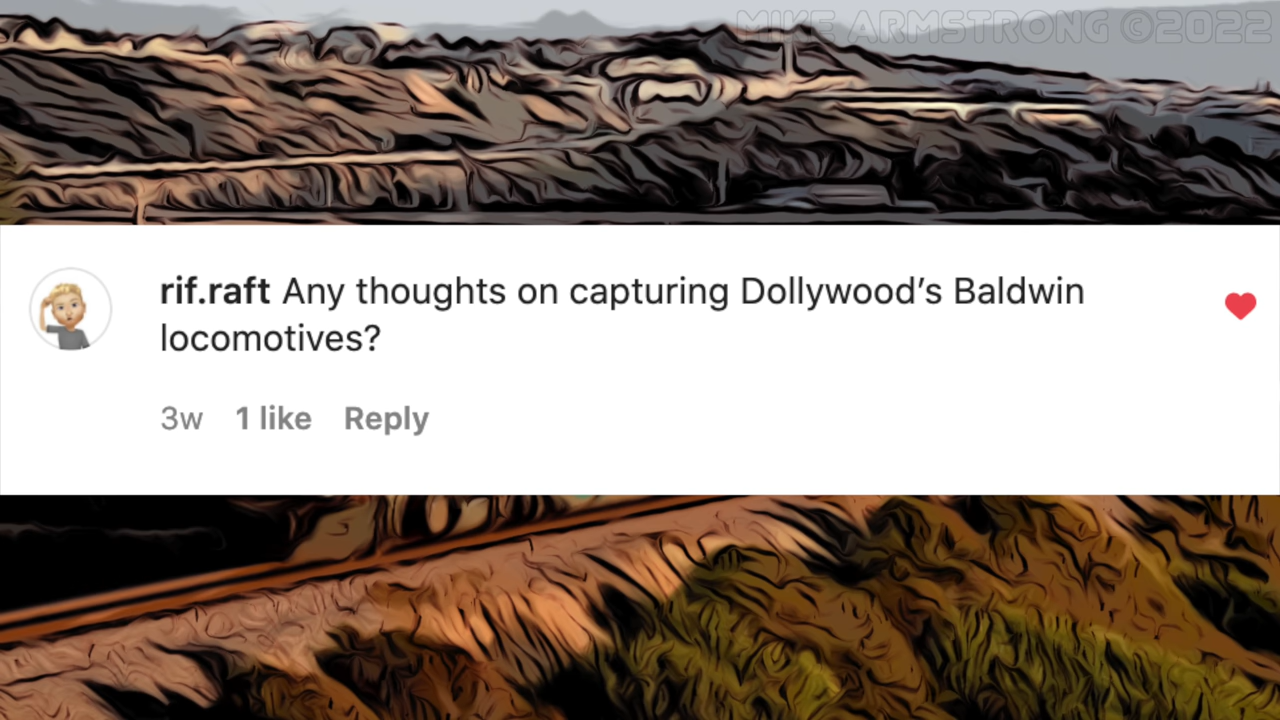 MIKE ARMSTRONG ©2022
rif.raft Any thoughts on capturing Dollywood’s Baldwin
locomotives?
3w 1 like Reply